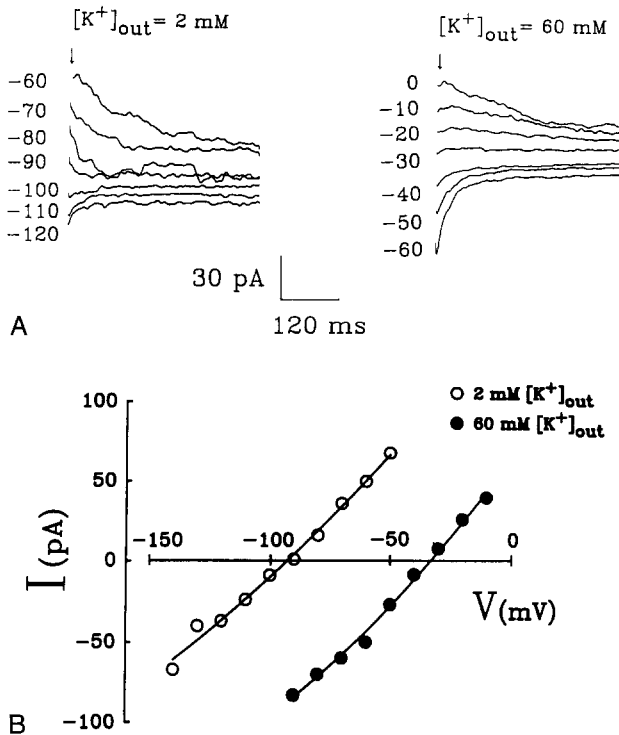 [K+]out = 2 mM
[K+]out = 60 mM
↓
↓
-60
-70
-80
-90
-100
-110
-120
0
-10
-20
-30
-40
-50
-60
30 pA
120 ms
A
2 mM [K+]out
60 mM [K+]out
100
50
0
-50
-100
-150
-100
-50
0
I (pA)
V (mV)
B